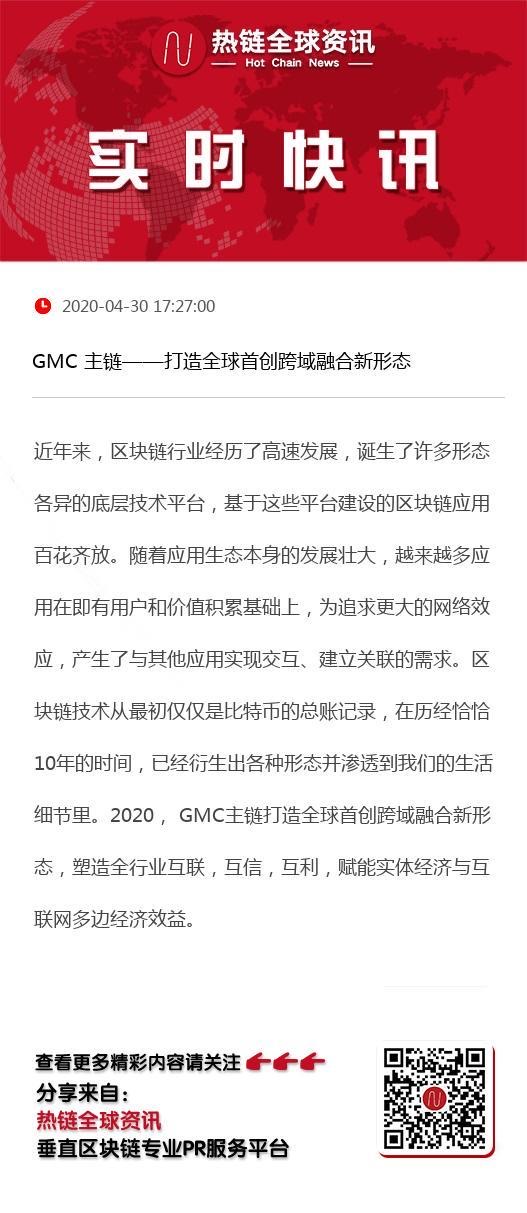 热链全球资讯
Hot Chain News
实时快讯
2020-04-30 17:27:00
GMC 主链——打造全球首创跨域融合新形态
近年来，区块链行业经历了高速发展，诞生了许多形态
各异的底层技术平台，基于这些平台建设的区块链应用
百花齐放。随着应用生态本身的发展壮大，越来越多应
用在即有用户和价值积累基础上，为追求更大的网络效
应，产生了与其他应用实现交互、建立关联的需求。区
块链技术从最初仅仅是比特币的总账记录，在历经恰恰
10年的时间，已经衍生出各种形态并渗透到我们的生活
细节里。2020， GMC主链打造全球首创跨域融合新形
态，塑造全行业互联，互信，互利，赋能实体经济与互
联网多边经济效益。
查看更多精彩内容请关注
分享来自：
热链全球资讯
垂直区块链专业PR服务平台